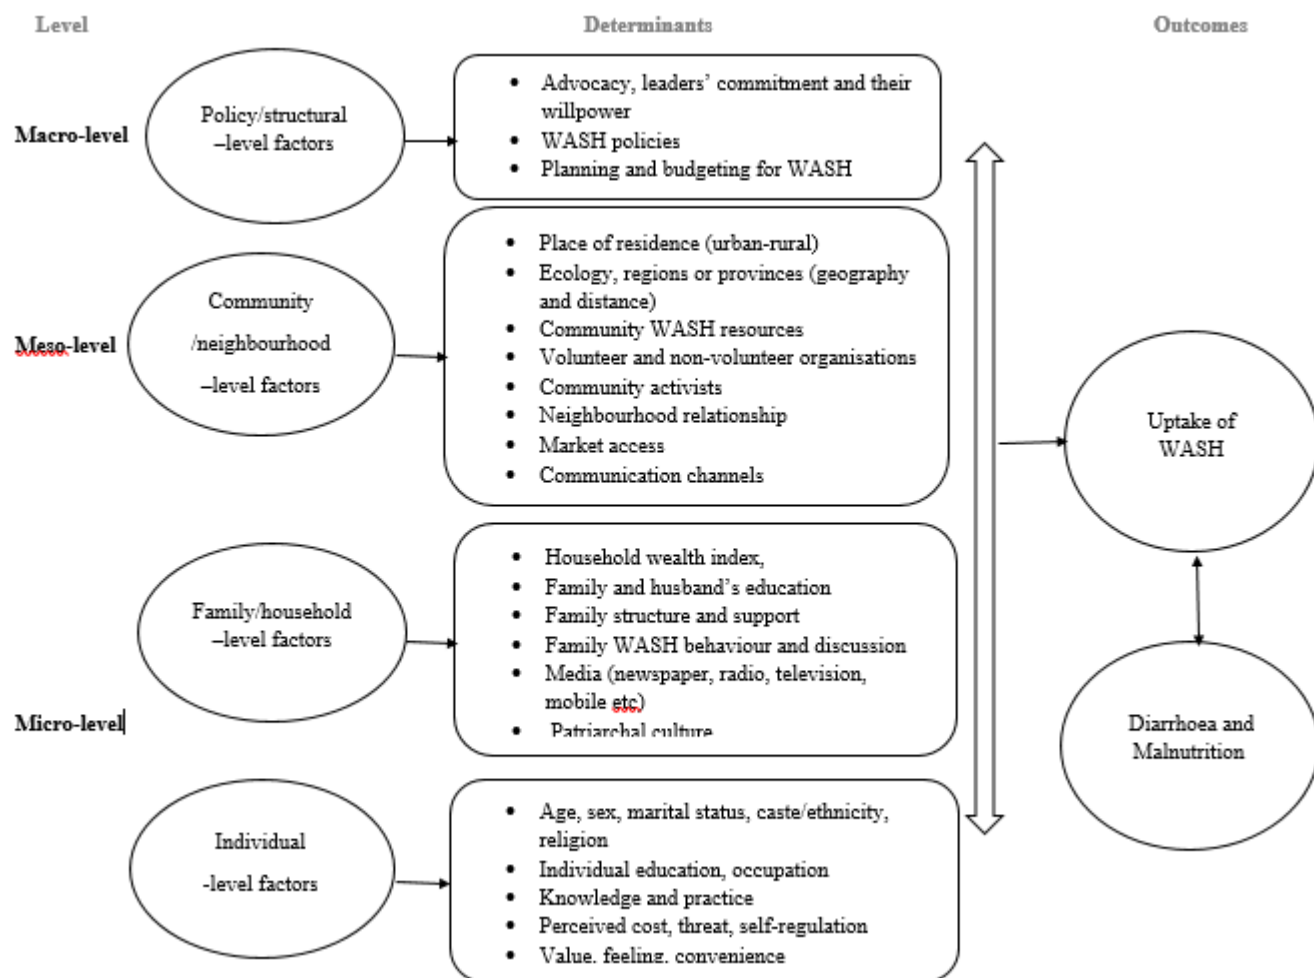 Level
Determinants
Outcomes
Macro-level
Policy/structural
–level factors
• Advocacy, leaders’ commitment and their
willpower
• WASH policies
• Planning and budgeting for WASH
Meso-level
Community
/neighbourhood
–level factors
• Place of residence (urban-rural)
• Ecology, regions or provinces (geography
and distance)
• Community WASH resources
• Volunteer and non-volunteer organisations
• Community activists
• Neighbourhood relationship
• Market access
• Communication channels
Micro-level
Family/household
–level factors
• Household wealth index,
• Family and husband’s education
• Family structure and support
• Family WASH behaviour and discussion
• Media (newspaper, radio, television,
mobile etc)
• Patriarchal culture
Individual
-level factors
• Age, sex, marital status, caste/ethnicity,
religion
• Individual education, occupation
• Knowledge and practice
• Perceived cost, threat, self-regulation
• Value, feeling, convenience
Uptake of
WASH
Diarrhoea and
Malnutrition